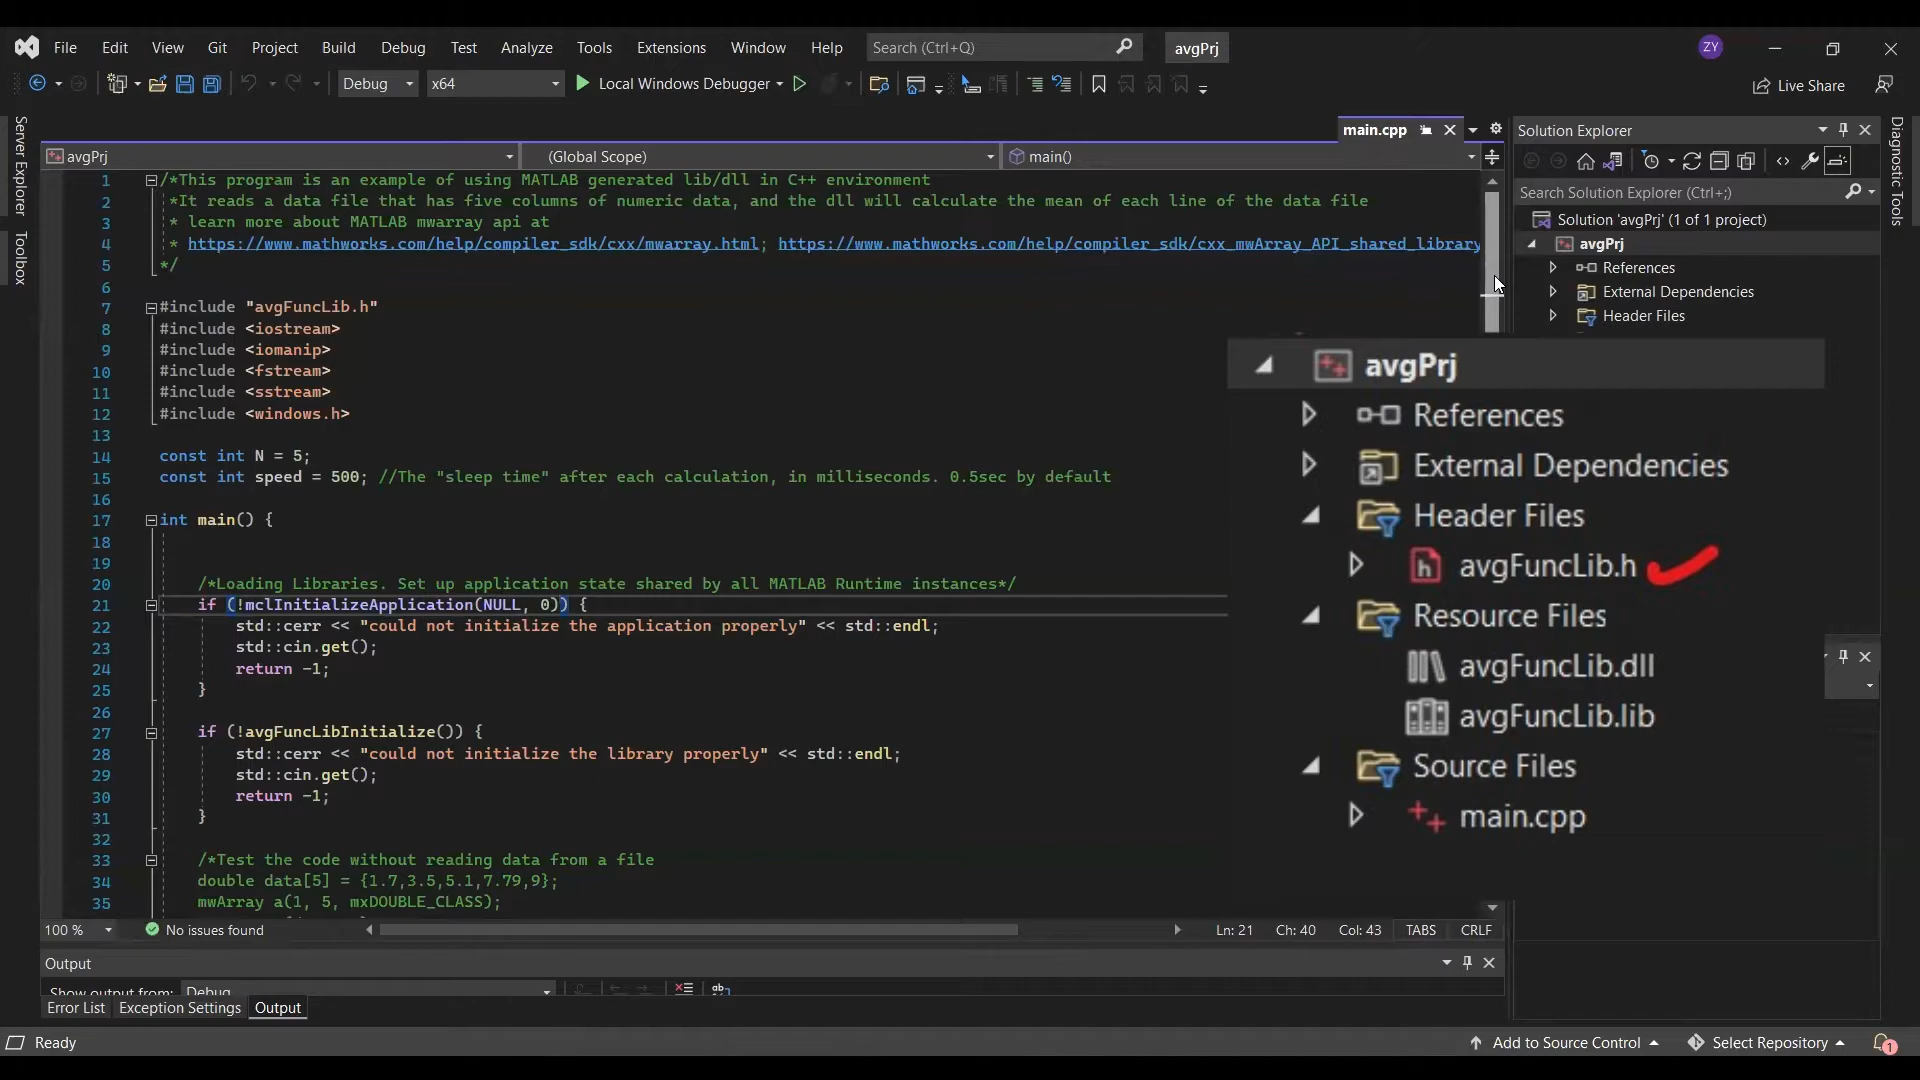 File Edit View Git Project Build Debug Test Analyze Tools Extensions Window Help Search (Ctrl+Q) avgPrj ZY
Debug x64 Local Windows Debugger Live Share
Server Explorer
Toolbox
main.cpp
avgPrj (Global Scope) main()
1 /*This program is an example of using MATLAB generated lib/dll in C++ environment
2 *It reads a data file that has five columns of numeric data, and the dll will calculate the mean of each line of the data file
3 * learn more about MATLAB mwarray api at
4 * https://www.mathworks.com/help/compiler_sdk/cxx/mwarray.html; https://www.mathworks.com/help/compiler_sdk/cxx_mwArray_API_shared_library
5 */
6
7 #include "avgFuncLib.h"
8 #include <iostream>
9 #include <iomanip>
10 #include <fstream>
11 #include <sstream>
12 #include <windows.h>
13
14 const int N = 5;
15 const int speed = 500; //The "sleep time" after each calculation, in milliseconds. 0.5sec by default
16
17 int main() {
18
19
20 /*Loading Libraries. Set up application state shared by all MATLAB Runtime instances*/
21 if (!mclInitializeApplication(NULL, 0)) {
22 std::cerr << "could not initialize the application properly" << std::endl;
23 std::cin.get();
24 return -1;
25 }
26
27 if (!avgFuncLibInitialize()) {
28 std::cerr << "could not initialize the library properly" << std::endl;
29 std::cin.get();
30 return -1;
31 }
32
33 /*Test the code without reading data from a file
34 double data[5] = {1.7,3.5,5.1,7.79,9};
35 mwArray a(1, 5, mxDOUBLE_CLASS);
100 % No issues found Ln: 21 Ch: 40 Col: 43 TABS CRLF
Output
Show output from: Debug
Error List Exception Settings Output
Solution Explorer
Search Solution Explorer (Ctrl+;)
Solution 'avgPrj' (1 of 1 project)
avgPrj
References
External Dependencies
Header Files
avgPrj
References
External Dependencies
Header Files
avgFuncLib.h
Resource Files
avgFuncLib.dll
avgFuncLib.lib
Source Files
main.cpp
Diagnostic Tools
Ready Add to Source Control Select Repository 1